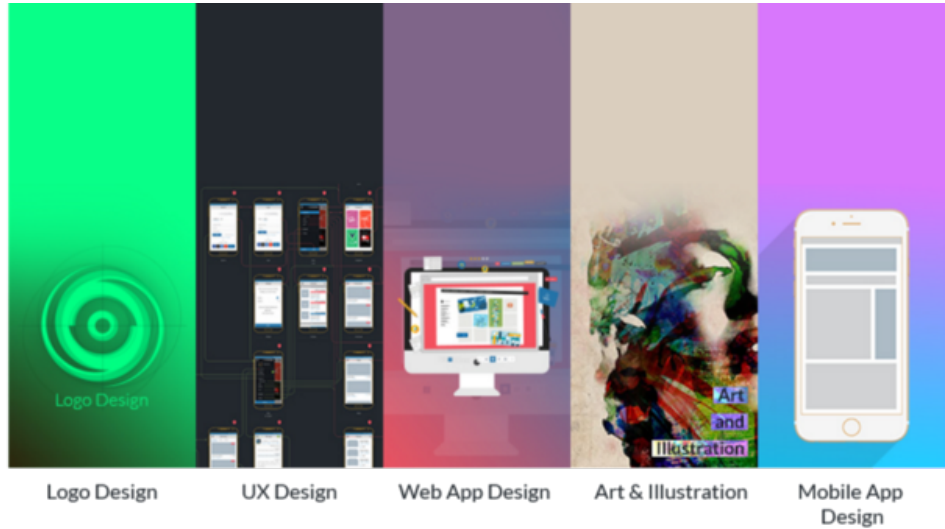 Logo Design
Art
and
Illustration
Logo Design
UX Design
Web App Design
Art & Illustration
Mobile App
Design